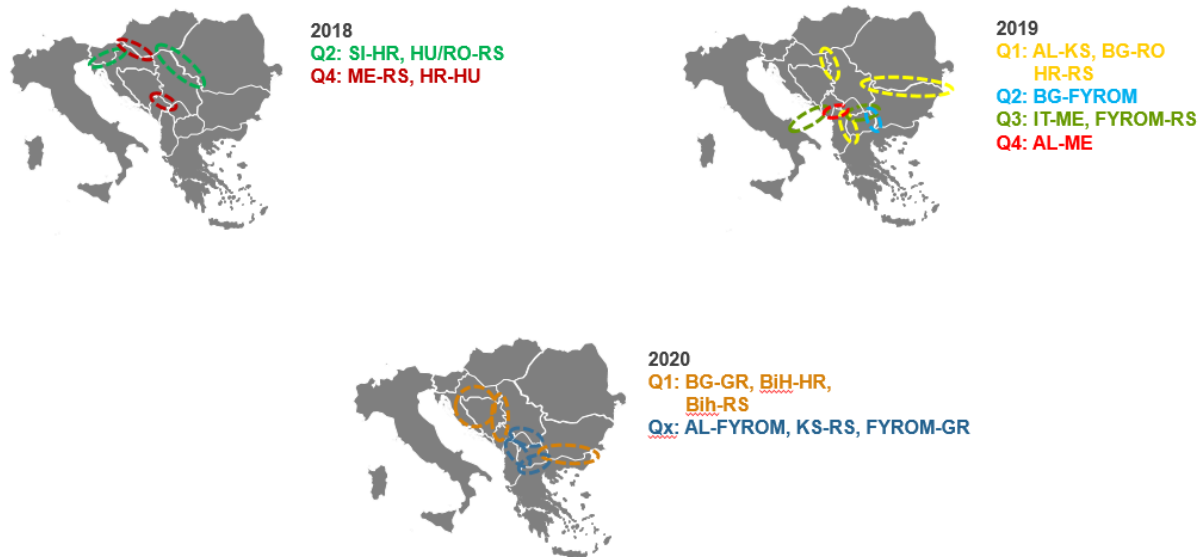 2018
Q2: SI-HR, HU/RO-RS
Q4: ME-RS, HR-HU
2019
Q1: AL-KS, BG-RO
HR-RS
Q2: BG-FYROM
Q3: IT-ME, FYROM-RS
Q4: AL-ME
2020
Q1: BG-GR, BiH-HR,
Bih-RS
Qx: AL-FYROM, KS-RS, FYROM-GR